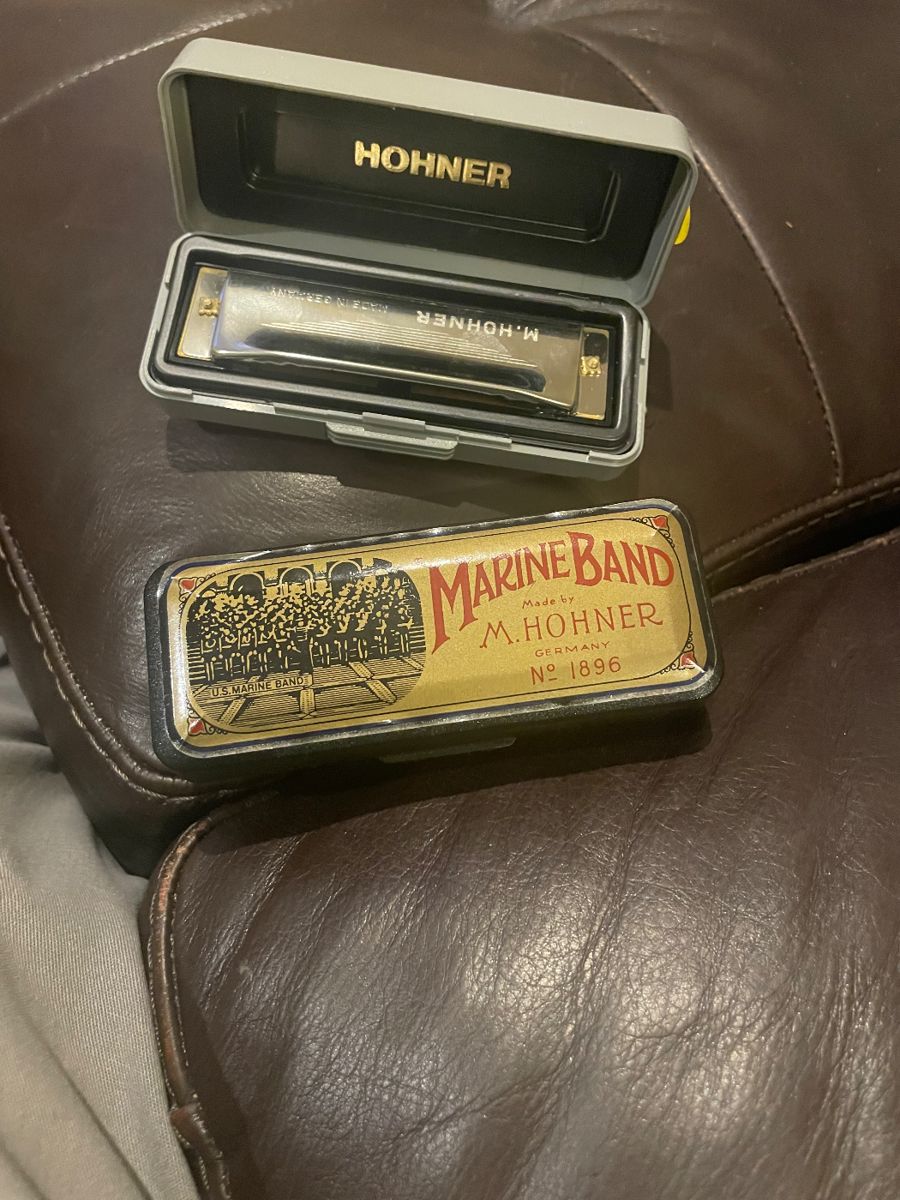 HOHNER
M. HOHNER
MADE IN GERMANY
MARINE BAND
Made by
M. HOHNER
GERMANY
Nº 1896
U.S. MARINE BAND